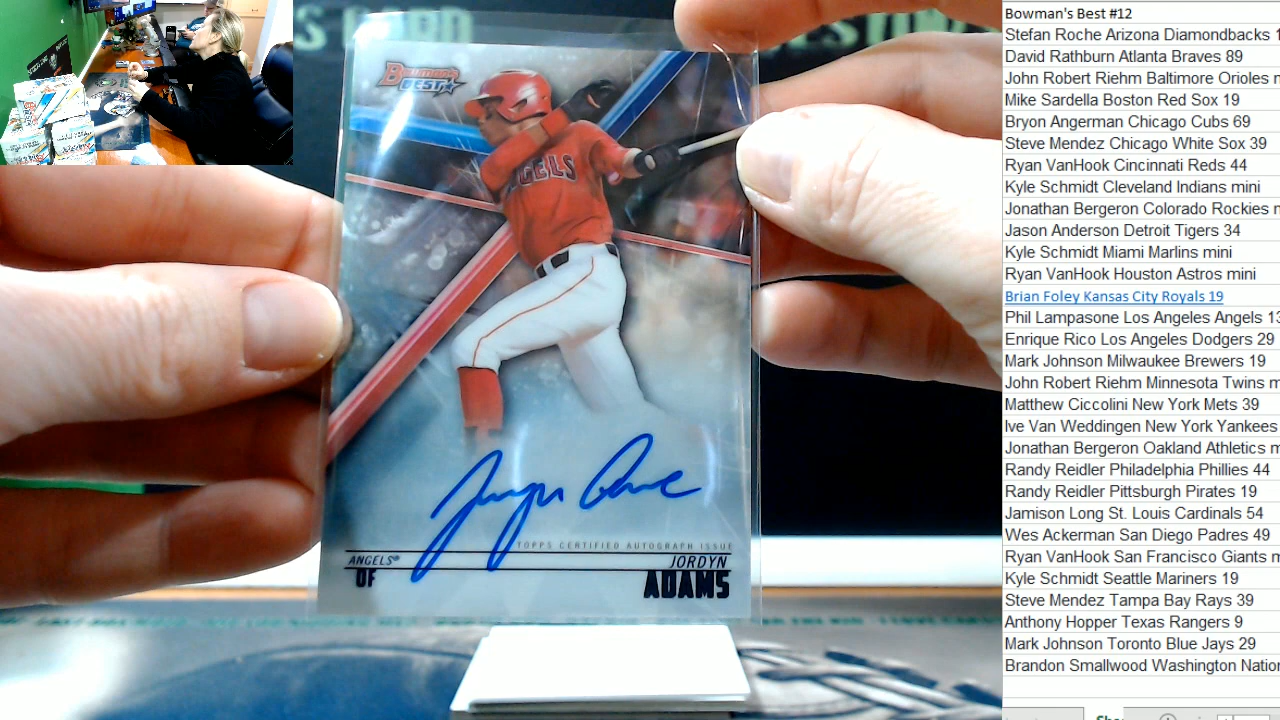 Bowman's
BEST
ANGELS
TOPPS CERTIFIED AUTOGRAPH ISSUE
ANGELS®
OF
JORDYN
ADAMS
Bowman's Best #12
Stefan Roche Arizona Diamondbacks 1
David Rathburn Atlanta Braves 89
John Robert Riehm Baltimore Orioles m
Mike Sardella Boston Red Sox 19
Bryon Angerman Chicago Cubs 69
Steve Mendez Chicago White Sox 39
Ryan VanHook Cincinnati Reds 44
Kyle Schmidt Cleveland Indians mini
Jonathan Bergeron Colorado Rockies m
Jason Anderson Detroit Tigers 34
Kyle Schmidt Miami Marlins mini
Ryan VanHook Houston Astros mini
Brian Foley Kansas City Royals 19
Phil Lampasone Los Angeles Angels 13
Enrique Rico Los Angeles Dodgers 29
Mark Johnson Milwaukee Brewers 19
John Robert Riehm Minnesota Twins m
Matthew Ciccolini New York Mets 39
Ive Van Weddingen New York Yankees
Jonathan Bergeron Oakland Athletics m
Randy Reidler Philadelphia Phillies 44
Randy Reidler Pittsburgh Pirates 19
Jamison Long St. Louis Cardinals 54
Wes Ackerman San Diego Padres 49
Ryan VanHook San Francisco Giants m
Kyle Schmidt Seattle Mariners 19
Steve Mendez Tampa Bay Rays 39
Anthony Hopper Texas Rangers 9
Mark Johnson Toronto Blue Jays 29
Brandon Smallwood Washington Nation